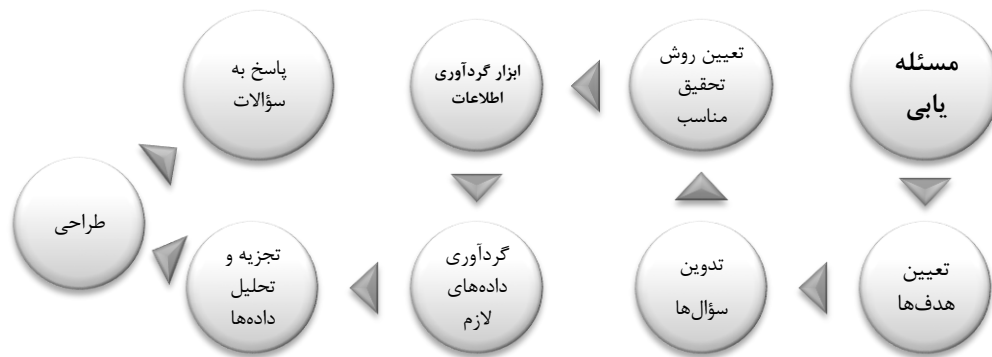 مسئله
یابی
تعیین
هدف‌ها
تدوین
سؤال‌ها
تعیین روش
تحقیق
مناسب
ابزار گردآوری
اطلاعات
گردآوری
داده‌های
لازم
تجزیه و
تحلیل
داده‌ها
پاسخ به
سؤالات
طراحی